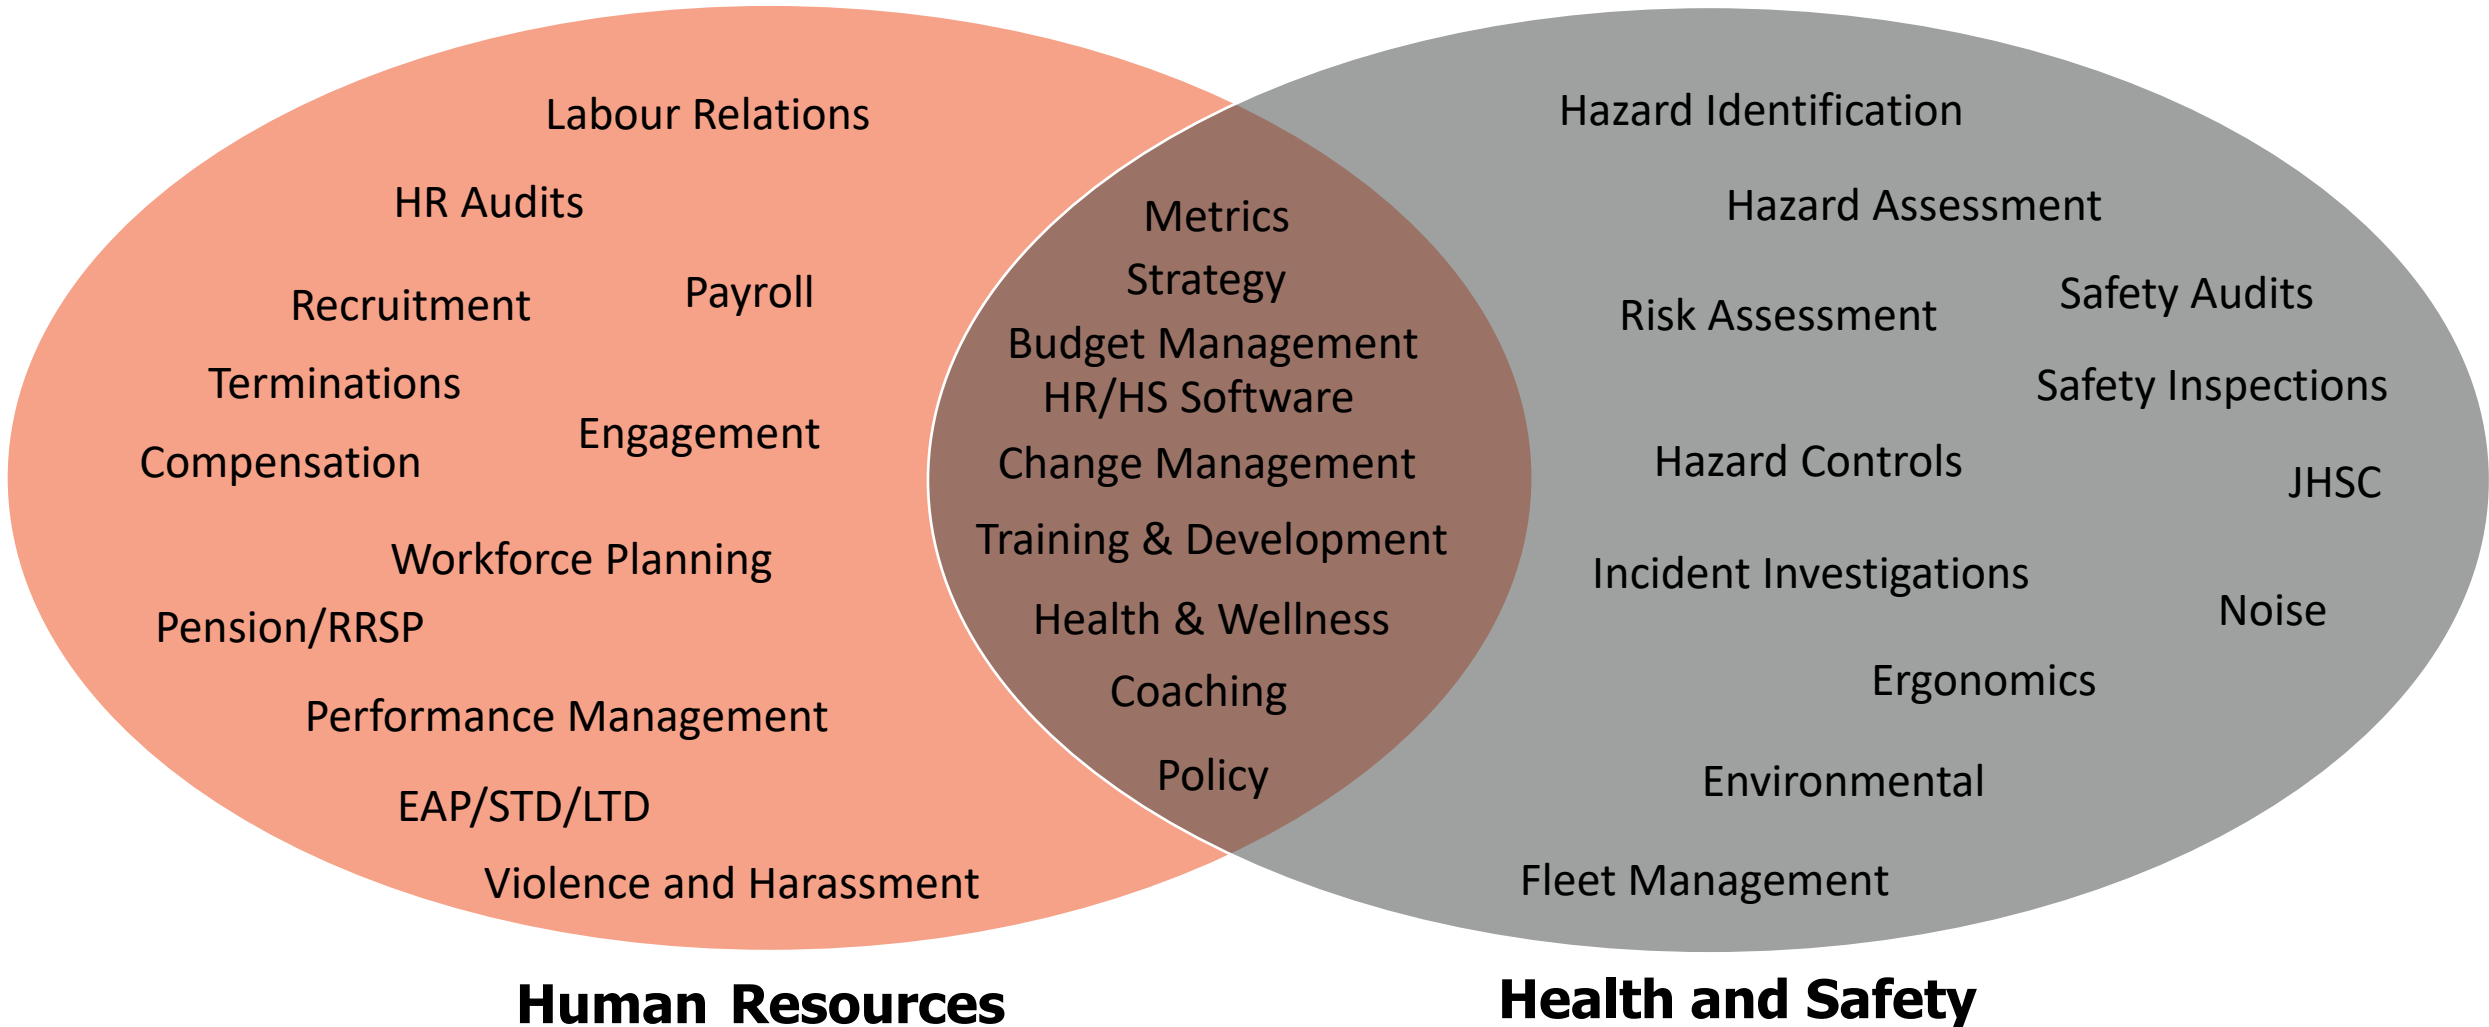 Labour Relations
HR Audits
Recruitment
Payroll
Terminations
Engagement
Compensation
Workforce Planning
Pension/RRSP
Performance Management
EAP/STD/LTD
Violence and Harassment
Metrics
Strategy
Budget Management
HR/HS Software
Change Management
Training & Development
Health & Wellness
Coaching
Policy
Hazard Identification
Hazard Assessment
Safety Audits
Risk Assessment
Safety Inspections
Hazard Controls
JHSC
Incident Investigations
Noise
Ergonomics
Environmental
Fleet Management
Human Resources
Health and Safety